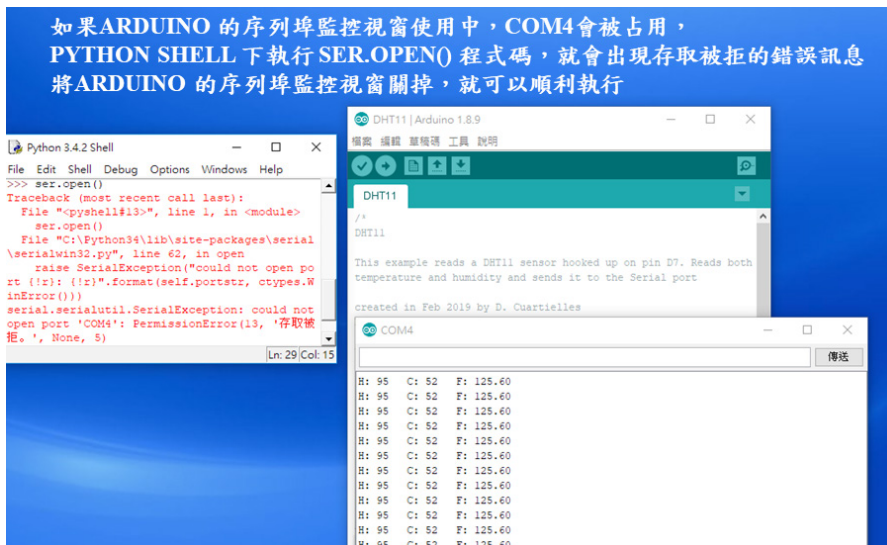 如果ARDUINO 的序列埠監控視窗使用中，COM4會被占用，
PYTHON SHELL 下執行 SER.OPEN() 程式碼，就會出現存取被拒的錯誤訊息
將ARDUINO 的序列埠監控視窗關掉，就可以順利執行
Python 3.4.2 Shell
File Edit Shell Debug Options Windows Help
>>> ser.open()
Traceback (most recent call last):
File "<pyshell#13>", line 1, in <module>
ser.open()
File "C:\Python34\lib\site-packages\serial
\serialwin32.py", line 62, in open
raise SerialException("could not open po
rt {!r}: {!r}".format(self.portstr, ctypes.W
inError()))
serial.serialutil.SerialException: could not
open port 'COM4': PermissionError(13, '存取被
拒。', None, 5)
Ln: 29 Col: 15
DHT11 | Arduino 1.8.9
檔案 編輯 草稿碼 工具 說明
DHT11
/*
DHT11
This example reads a DHT11 sensor hooked up on pin D7. Reads both
temperature and humidity and sends it to the Serial port
created in Feb 2019 by D. Cuartielles
COM4
傳送
H: 95 C: 52 F: 125.60
H: 95 C: 52 F: 125.60
H: 95 C: 52 F: 125.60
H: 95 C: 52 F: 125.60
H: 95 C: 52 F: 125.60
H: 95 C: 52 F: 125.60
H: 95 C: 52 F: 125.60
H: 95 C: 52 F: 125.60
H: 95 C: 52 F: 125.60
H: 95 C: 52 F: 125.60
H: 95 C: 52 F: 125.60
H: 95 C: 52 F: 125.60